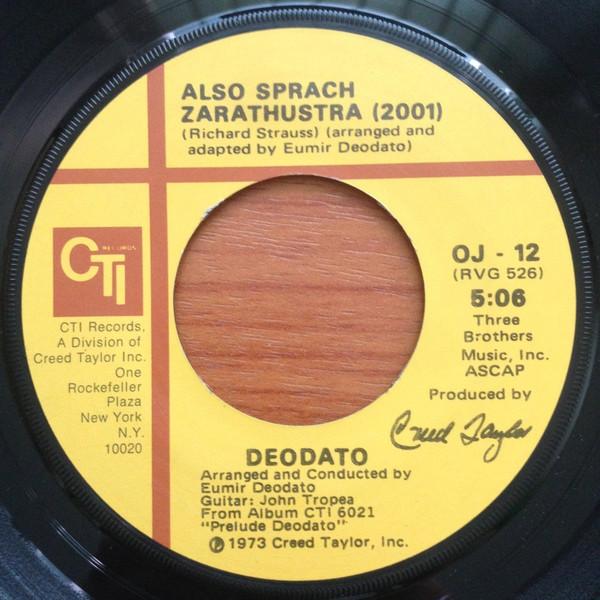 ALSO SPRACH
ZARATHUSTRA (2001)
(Richard Strauss) (arranged and
adapted by Eumir Deodato)
CTI
CTI Records,
A Division of
Creed Taylor Inc.
One
Rockefeller
Plaza
New York
N.Y.
10020
OJ - 12
(RVG 526)
5:06
Three
Brothers
Music, Inc.
ASCAP
Produced by
Creed Taylor
DEODATO
Arranged and Conducted by
Eumir Deodato
Guitar: John Tropea
From Album CTI 6021
"Prelude Deodato"
℗ 1973 Creed Taylor, Inc.